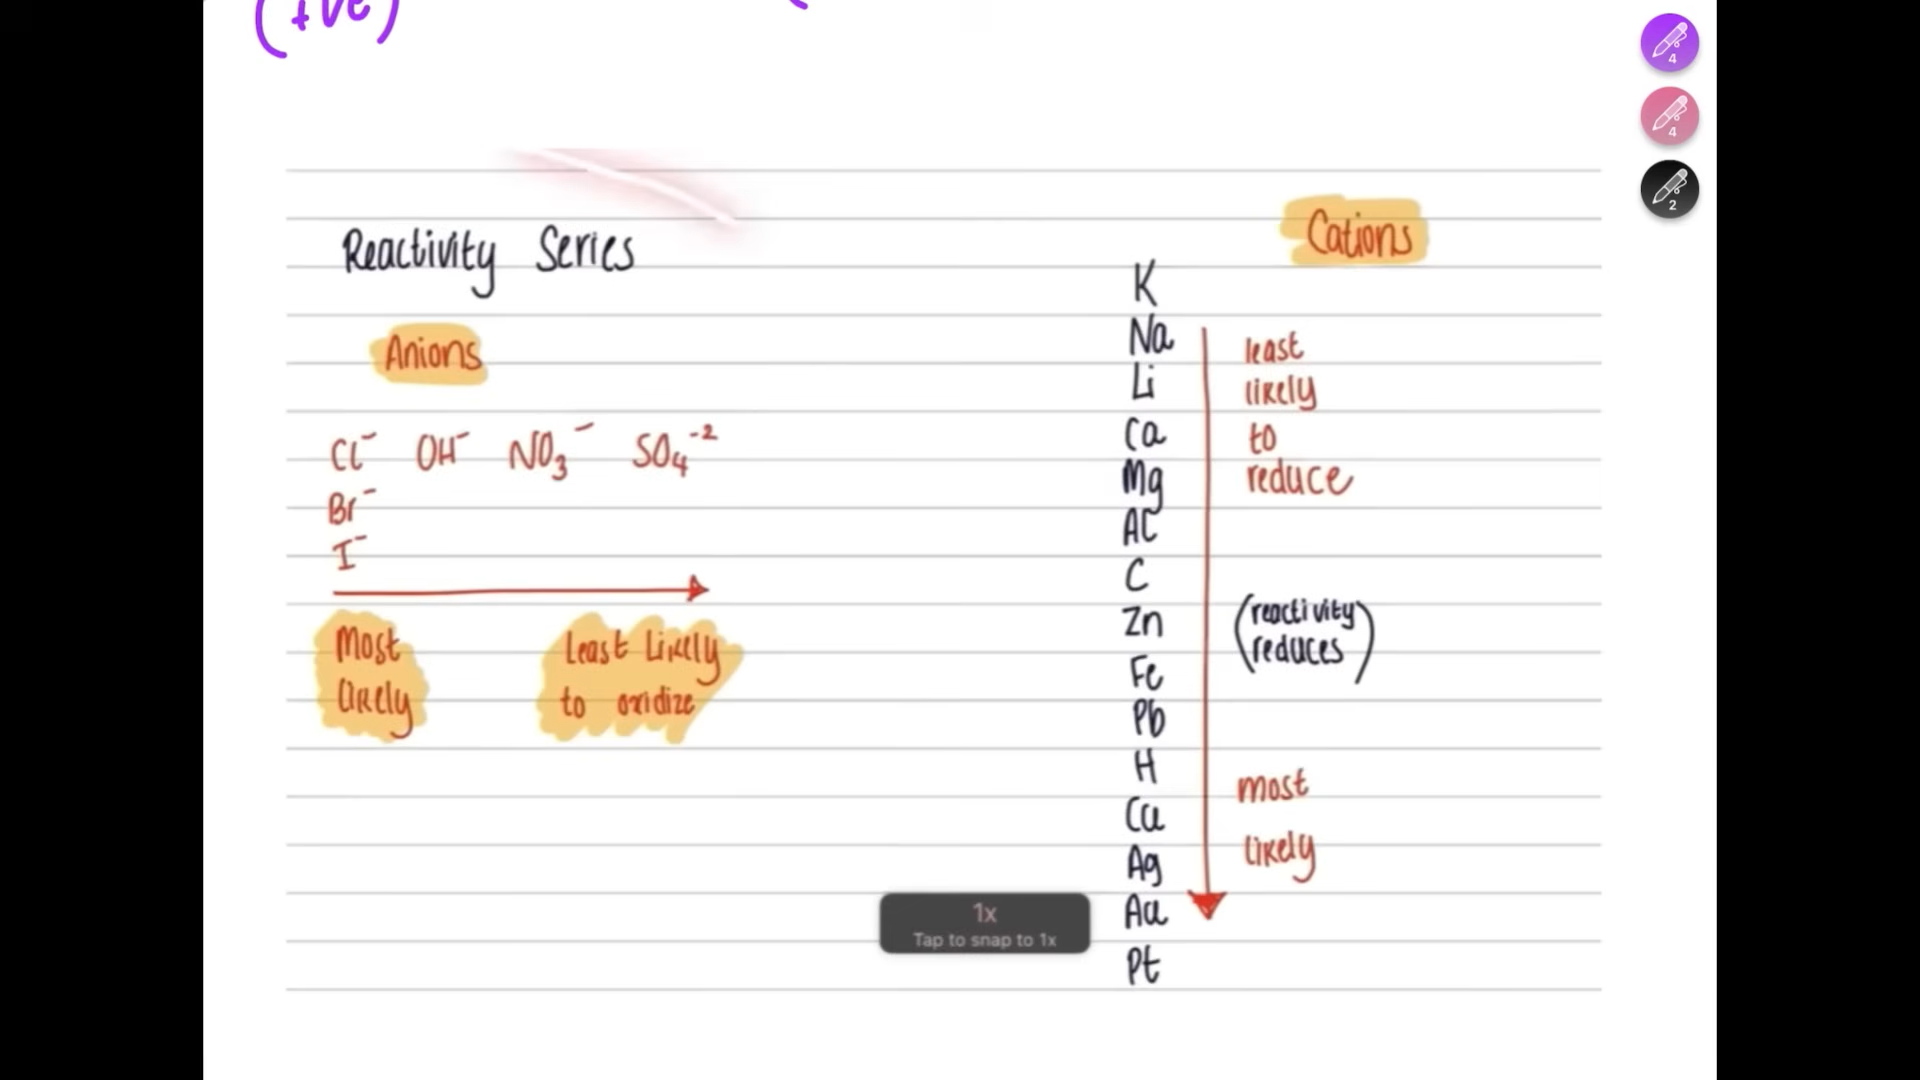 (+ve)
4
4
2
Reactivity Series
Anions
Cl⁻ OH⁻ NO₃⁻ SO₄⁻²
Br⁻
I⁻
Most
likely
Least Likely
to oxidize
Cations
K
Na
Li
Ca
Mg
Al
C
Zn
Fe
Pb
H
Cu
Ag
Au
Pt
least
likely
to
reduce
(reactivity
reduces)
most
likely
1x
Tap to snap to 1x